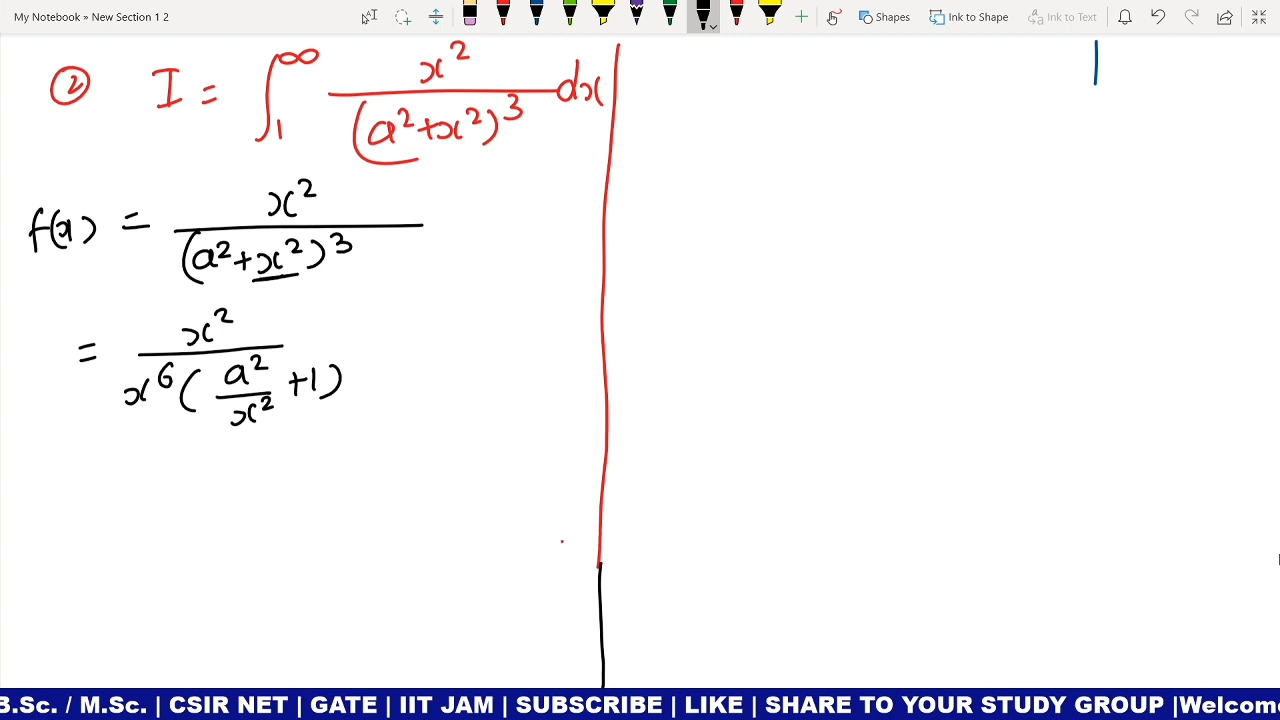 My Notebook » New Section 1 2
Shapes
Ink to Shape
Ink to Text
② I = ∫₁^∞ x²/(a²+x²)³ dx
f(x) = x²/(a²+x²)³
= x²/x⁶(a²/x² +1)
B.Sc. / M.Sc. | CSIR NET | GATE | IIT JAM | SUBSCRIBE | LIKE | SHARE TO YOUR STUDY GROUP |Welcome